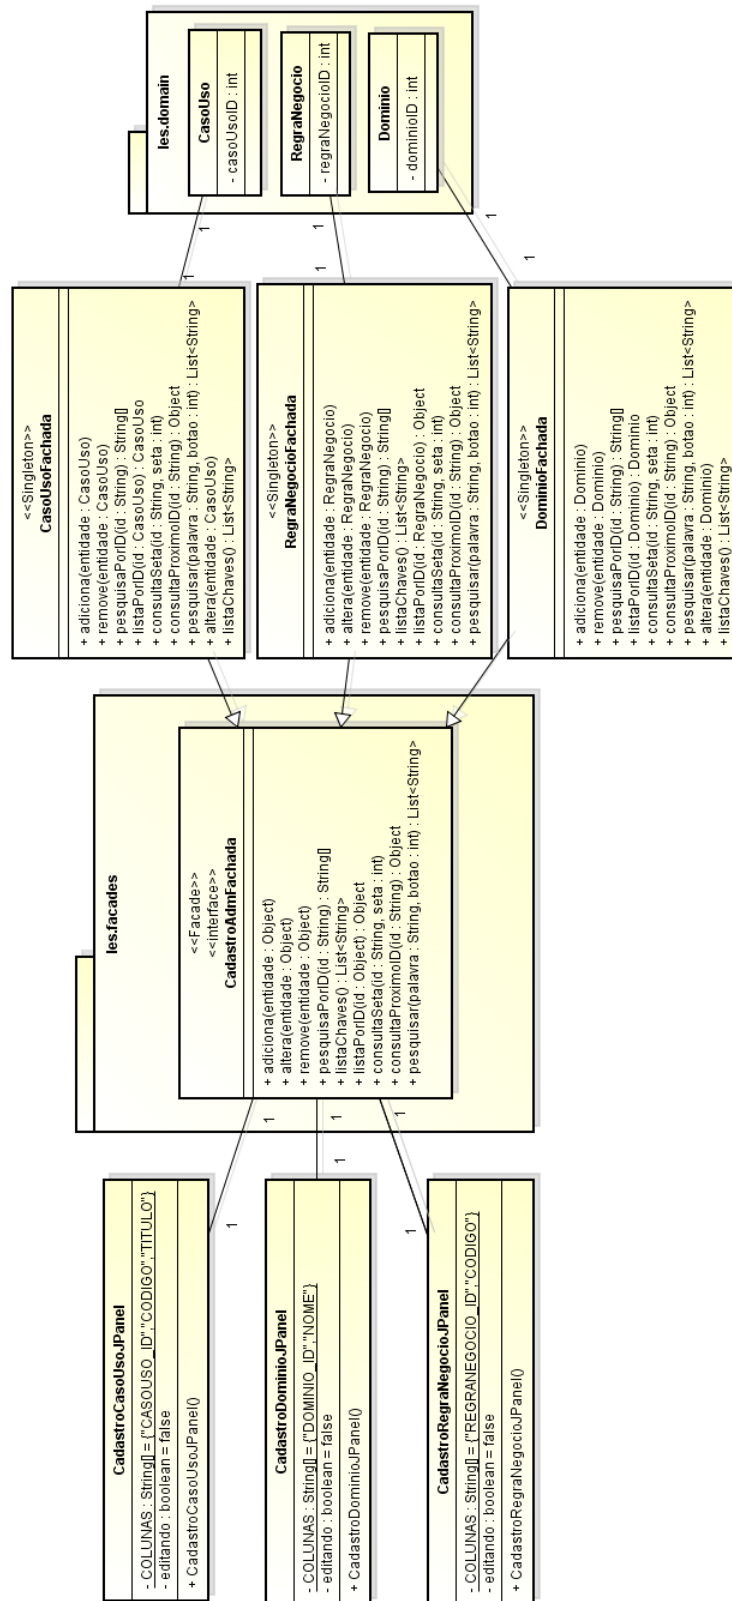 CadastroCasoUsoJPanel
- COLUNAS : String[] = {"CASOUSO_ID","CODIGO","TITULO"}
- editando : boolean = false
+ CadastroCasoUsoJPanel()
CadastroDominioJPanel
- COLUNAS : String[] = {"DOMINIO_ID","NOME"}
- editando : boolean = false
+ CadastroDominioJPanel()
CadastroRegraNegocioJPanel
- COLUNAS : String[] = {"REGRANEGOCIO_ID","CODIGO"}
- editando : boolean = false
+ CadastroRegraNegocioJPanel()
1
1
1
1
1
1
les.facades
<<Facade>>
<<Interface>>
CadastroAdmFachada
+ adiciona(entidade : Object)
+ altera(entidade : Object)
+ remove(entidade : Object)
+ pesquisaPorID(id : String) : String[]
+ listaChaves() : List<String>
+ listaPorID(id : Object) : Object
+ consultaSeta(id : String, seta : int)
+ consultaProximoID(id : String) : Object
+ pesquisar(palavra : String, botao : int) : List<String>
<<Singleton>>
CasoUsoFachada
+ adiciona(entidade : CasoUso)
+ remove(entidade : CasoUso)
+ pesquisaPorID(id : String) : String[]
+ listaPorID(id : CasoUso) : CasoUso
+ consultaSeta(id : String, seta : int)
+ consultaProximoID(id : String) : Object
+ pesquisar(palavra : String, botao : int) : List<String>
+ altera(entidade : CasoUso)
+ listaChaves() : List<String>
<<Singleton>>
RegraNegocioFachada
+ adiciona(entidade : RegraNegocio)
+ altera(entidade : RegraNegocio)
+ remove(entidade : RegraNegocio)
+ pesquisaPorID(id : String) : String[]
+ listaChaves() : List<String>
+ listaPorID(id : RegraNegocio) : Object
+ consultaSeta(id : String, seta : int)
+ consultaProximoID(id : String) : Object
+ pesquisar(palavra : String, botao : int) : List<String>
<<Singleton>>
DominioFachada
+ adiciona(entidade : Dominio)
+ remove(entidade : Dominio)
+ pesquisaPorID(id : String) : String[]
+ listaPorID(id : Dominio) : Dominio
+ consultaSeta(id : String, seta : int)
+ consultaProximoID(id : String) : Object
+ pesquisar(palavra : String, botao : int) : List<String>
+ altera(entidade : Dominio)
+ listaChaves() : List<String>
1
1
1
1
1
1
les.domain
CasoUso
- casoUsoID : int
RegraNegocio
- regraNegocioID : int
Dominio
- dominioID : int